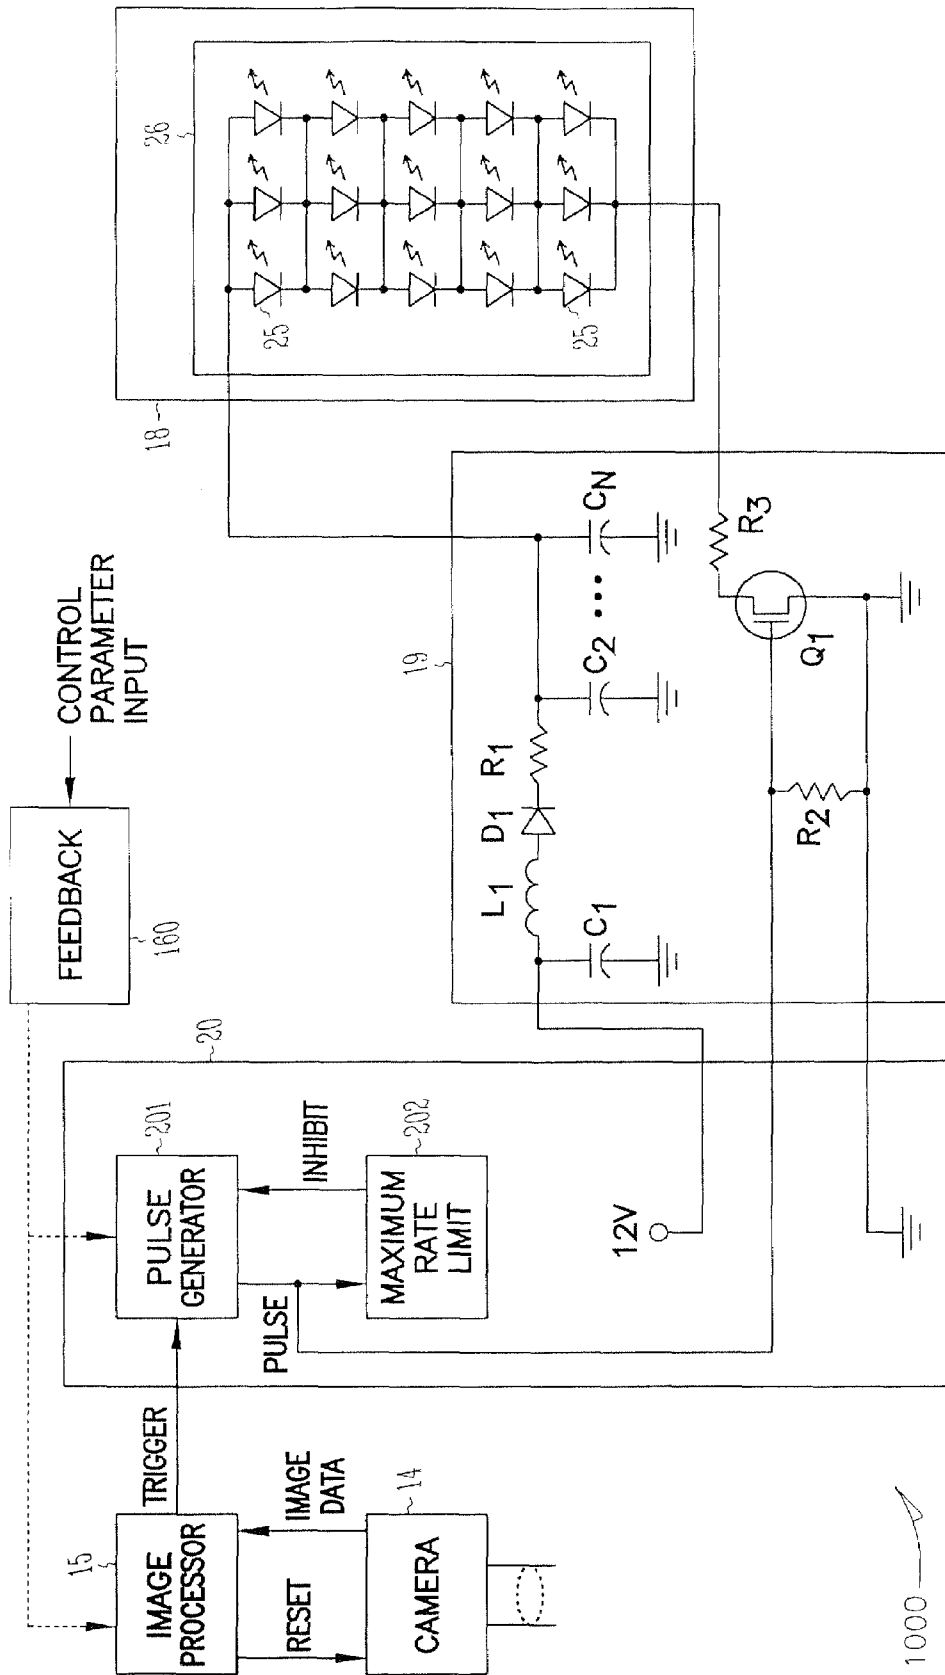 CONTROL
PARAMETER
INPUT
FEEDBACK
160
15
IMAGE
PROCESSOR
TRIGGER
RESET
IMAGE
DATA
14
CAMERA
20
201
PULSE
GENERATOR
PULSE
INHIBIT
202
MAXIMUM
RATE
LIMIT
12V
19
C1
L1
D1
R1
C2
CN
R2
Q1
R3
18
26
25
25
1000